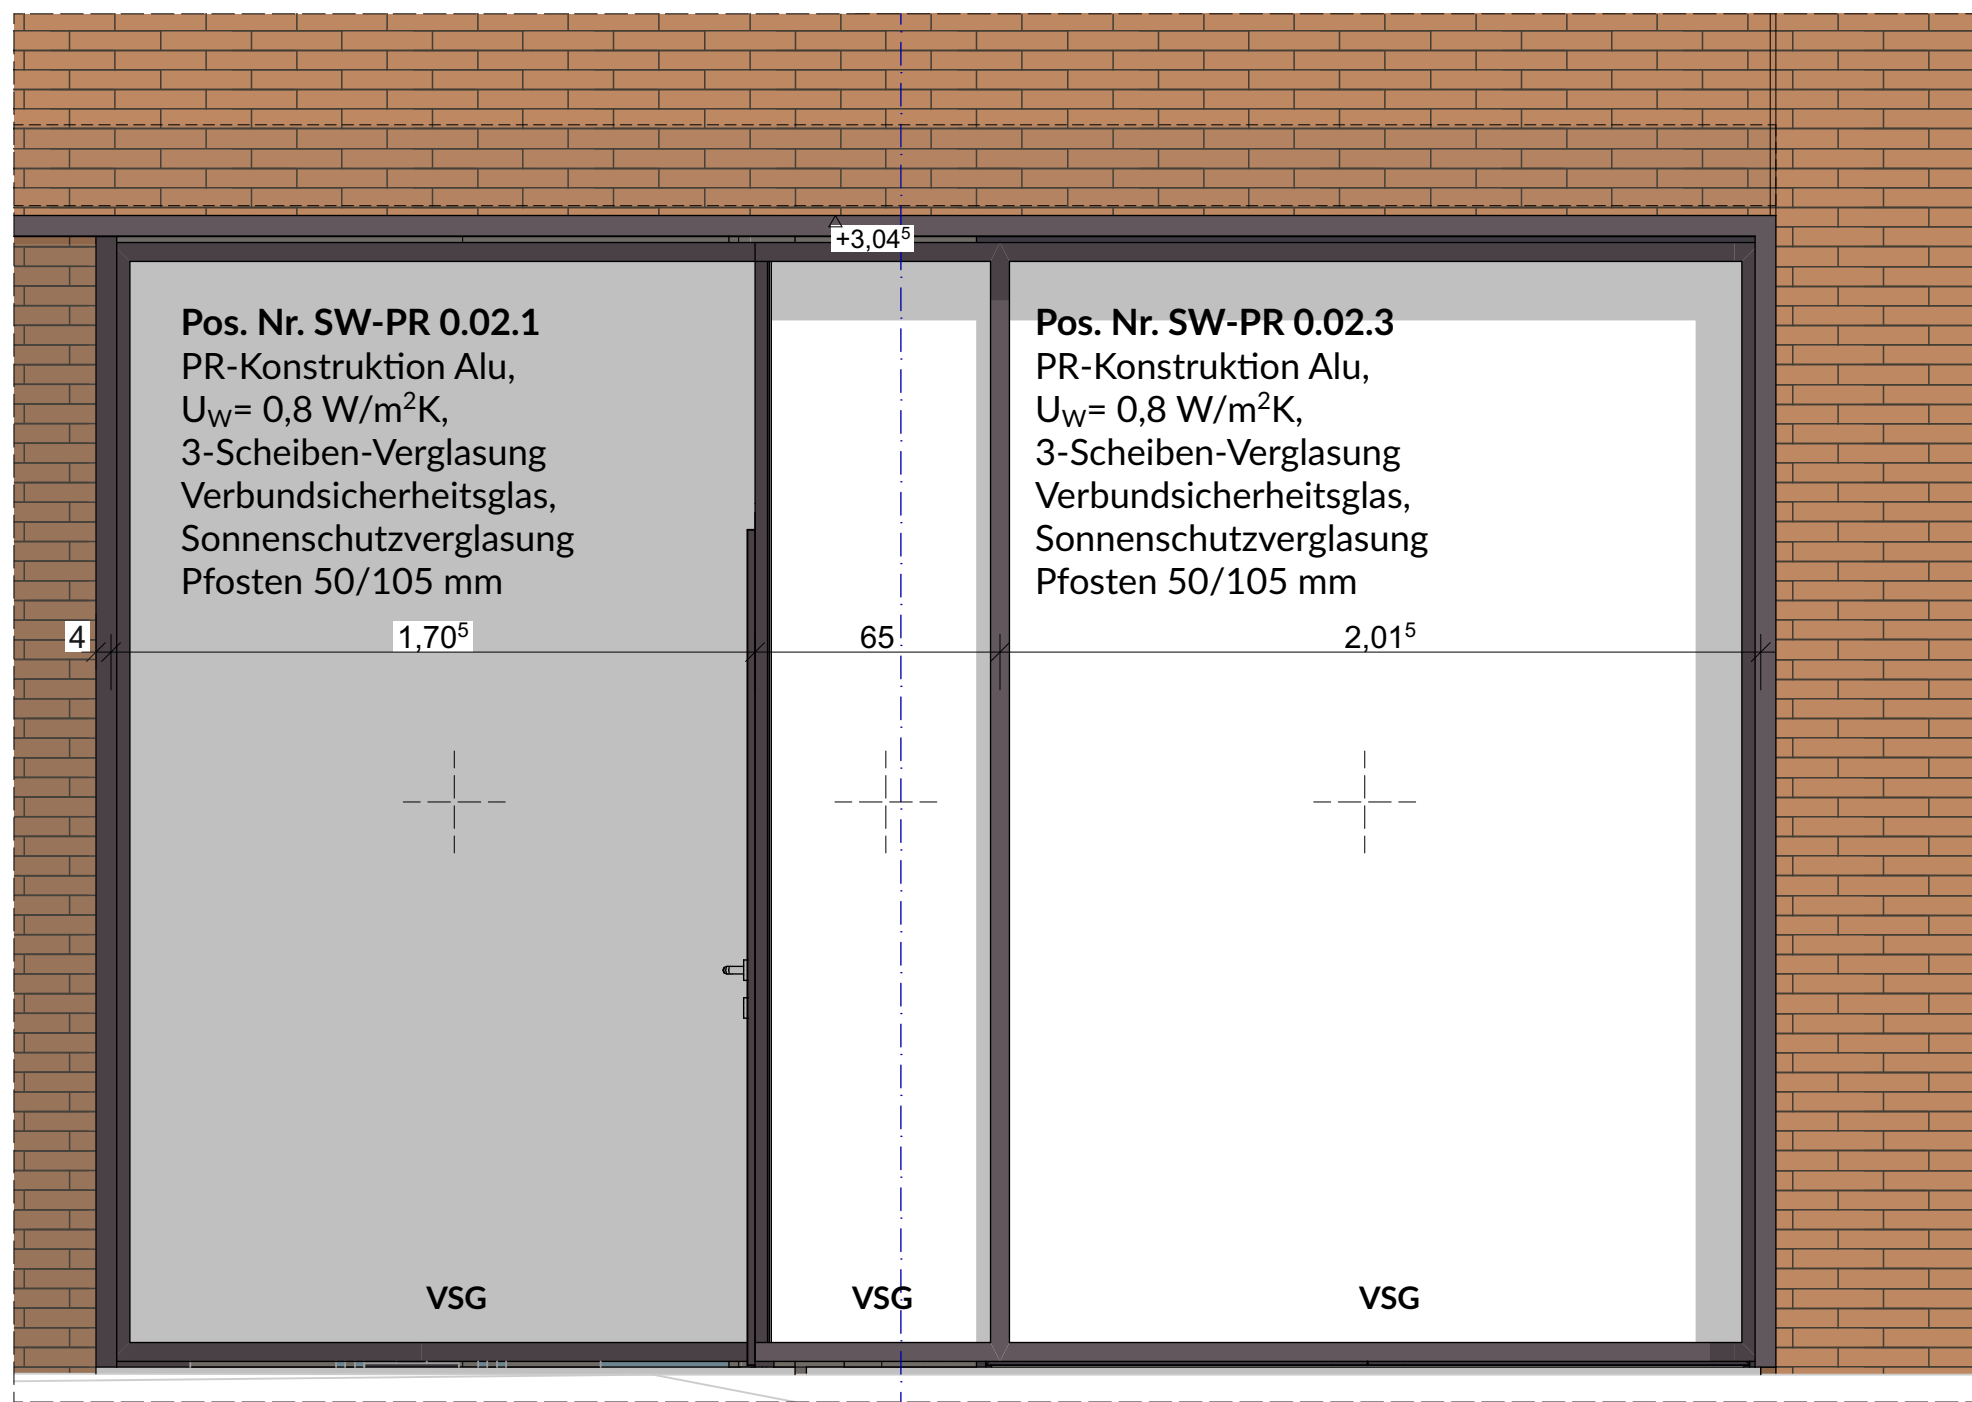 +3,04⁵
Pos. Nr. SW-PR 0.02.1
PR-Konstruktion Alu,
U_W= 0,8 W/m²K,
3-Scheiben-Verglasung
Verbundsicherheitsglas,
Sonnenschutzverglasung
Pfosten 50/105 mm
Pos. Nr. SW-PR 0.02.3
PR-Konstruktion Alu,
U_W= 0,8 W/m²K,
3-Scheiben-Verglasung
Verbundsicherheitsglas,
Sonnenschutzverglasung
Pfosten 50/105 mm
4 1,70⁵ 65 2,01⁵
VSG VSG VSG